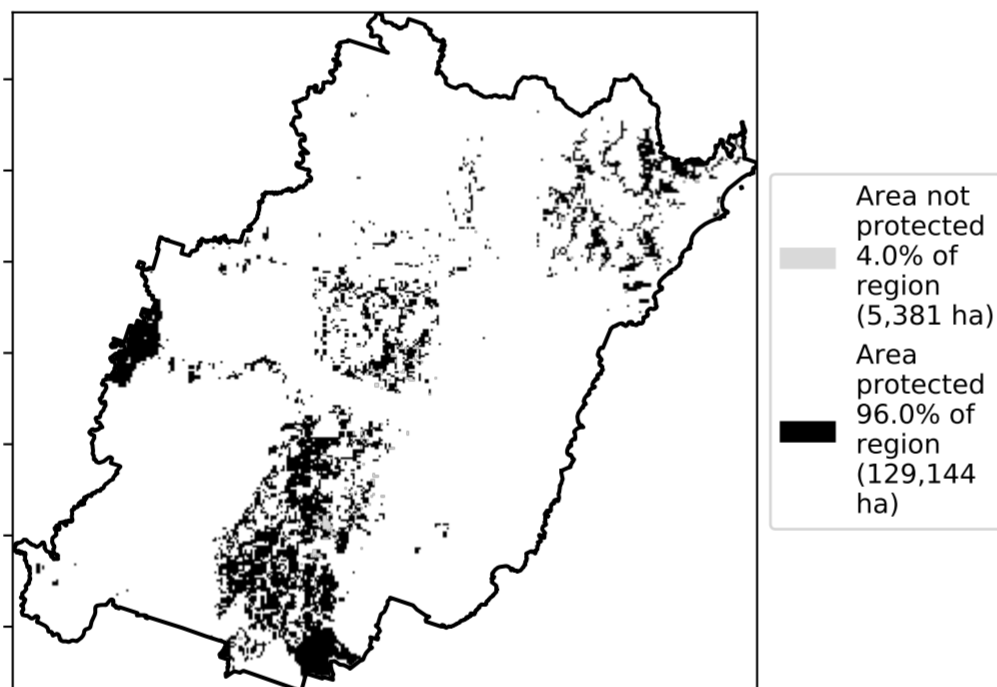 Area not
protected
4.0% of
region
(5,381 ha)
Area
protected
96.0% of
region
(129,144
ha)